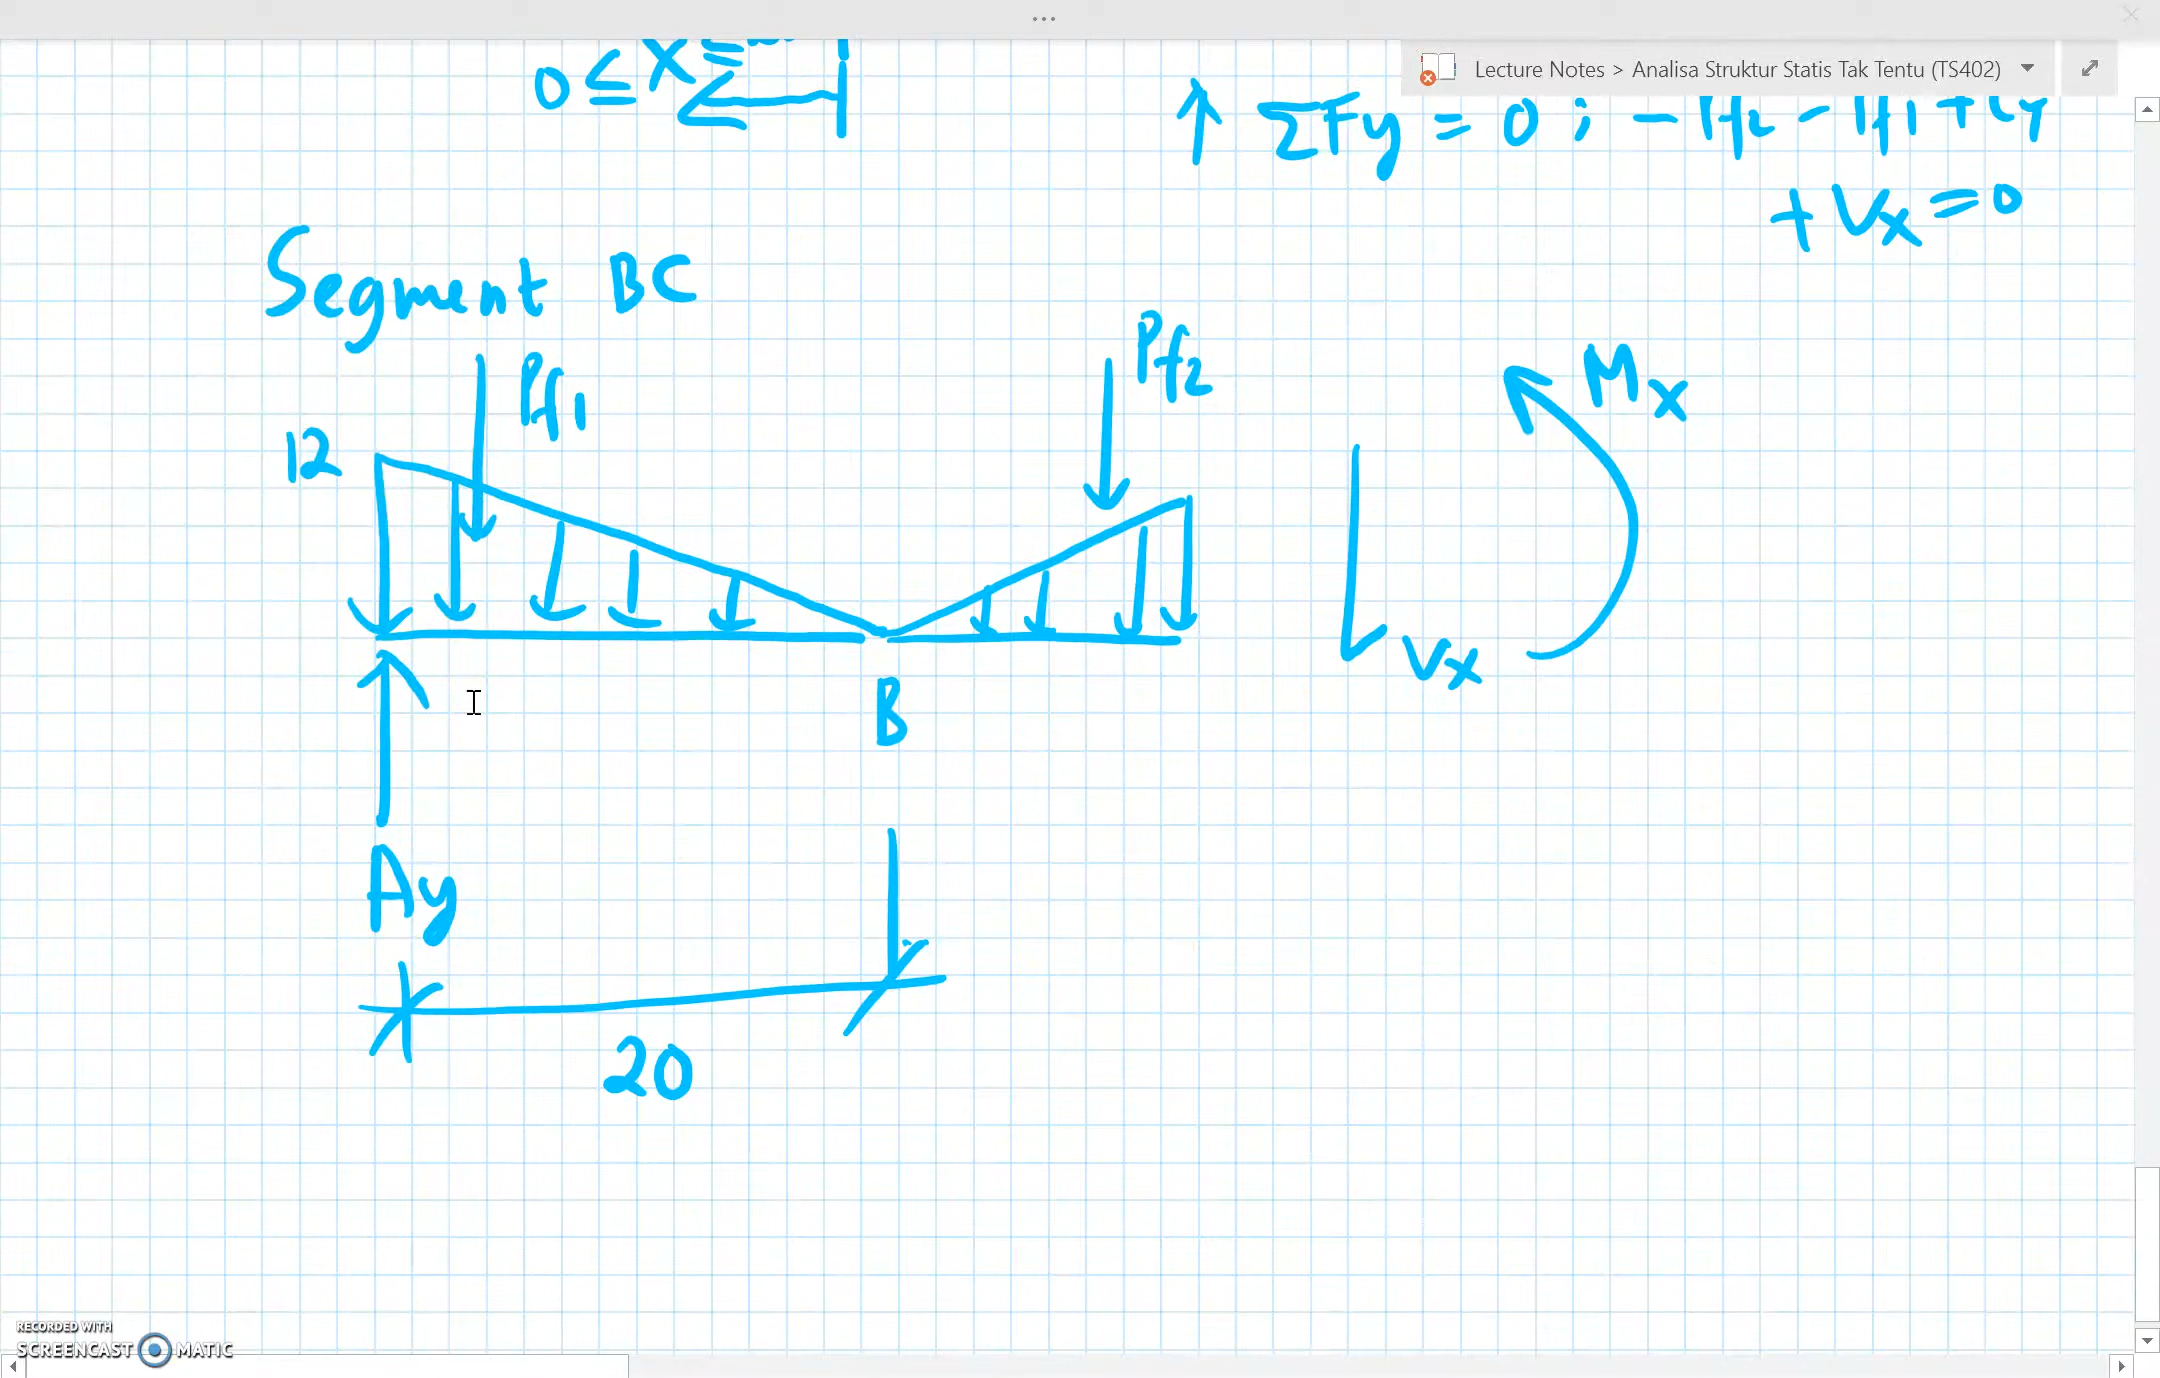 Lecture Notes > Analisa Struktur Statis Tak Tentu (TS402)
0 ≤ x ≤
ΣFy = 0 ; - Pf2 - Pf1 + Cy
+ Vx = 0
Segment BC
Pf1
Pf2
Mx
12
Vx
B
Ay
20
RECORDED WITH
SCREENCAST MATIC